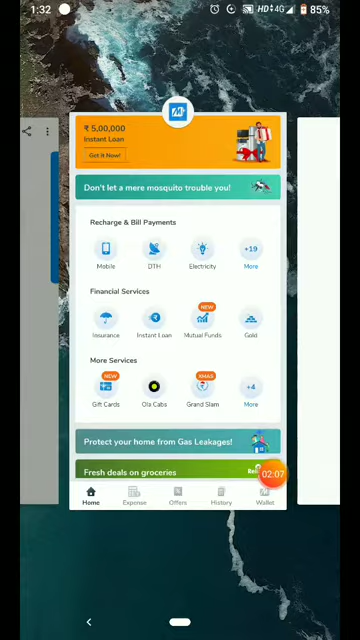 1:32
HD 4G 85%
₹ 5,00,000
Instant Loan
Get It Now!
Don't let a mere mosquito trouble you!
Recharge & Bill Payments
+19
Mobile DTH Electricity More
Financial Services
NEW
Insurance Instant Loan Mutual Funds Gold
More Services
NEW XMAS
+4
Gift Cards Ola Cabs Grand Slam More
Protect your home from Gas Leakages!
Fresh deals on groceries
02:07
Home Expense Offers History Wallet